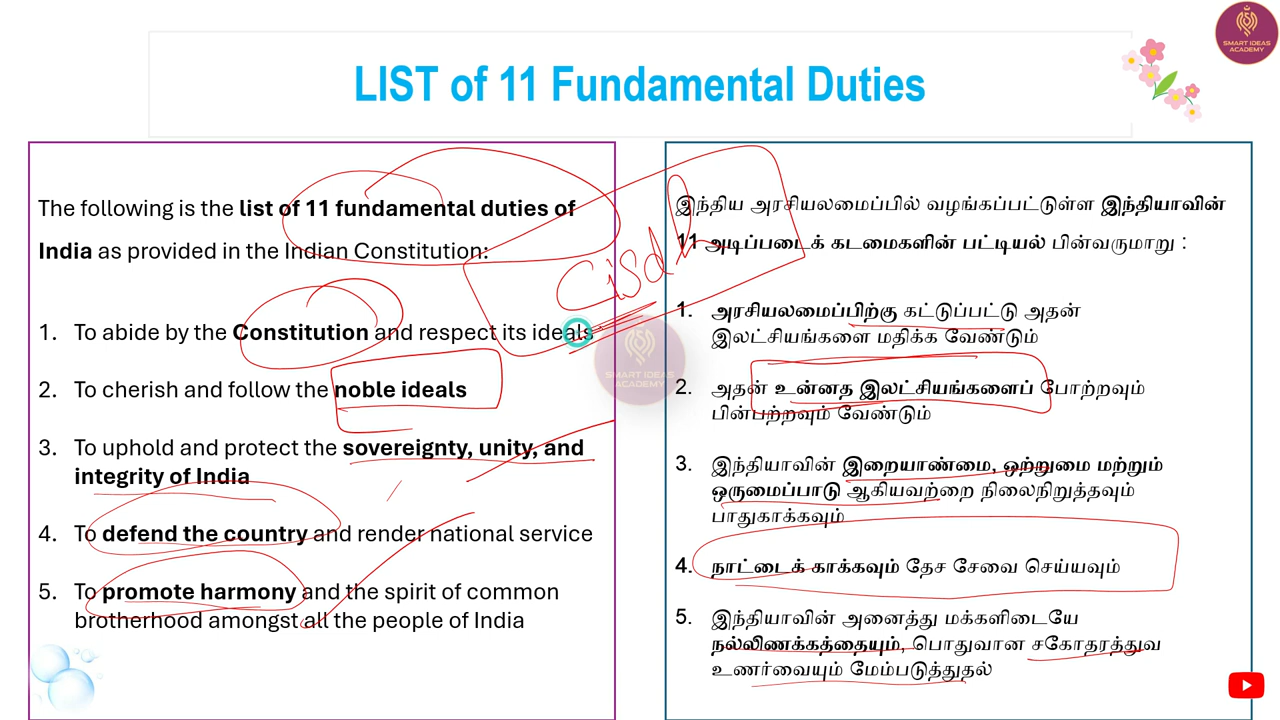 SMART IDEAS
ACADEMY
LIST of 11 Fundamental Duties
The following is the list of 11 fundamental duties of
India as provided in the Indian Constitution:
1. To abide by the Constitution and respect its ideals
2. To cherish and follow the noble ideals
3. To uphold and protect the sovereignty, unity, and
integrity of India
4. To defend the country and render national service
5. To promote harmony and the spirit of common
brotherhood amongst all the people of India
இந்திய அரசியலமைப்பில் வழங்கப்பட்டுள்ள இந்தியாவின்
11 அடிப்படைக் கடமைகளின் பட்டியல் பின்வருமாறு :
1. அரசியலமைப்பிற்கு கட்டுப்பட்டு அதன்
இலட்சியங்களை மதிக்க வேண்டும்
2. அதன் உன்னத இலட்சியங்களைப் போற்றவும்
பின்பற்றவும் வேண்டும்
3. இந்தியாவின் இறையாண்மை, ஒற்றுமை மற்றும்
ஒருமைப்பாடு ஆகியவற்றை நிலைநிறுத்தவும்
பாதுகாக்கவும்
4. நாட்டைக் காக்கவும் தேச சேவை செய்யவும்
5. இந்தியாவின் அனைத்து மக்களிடையே
நல்லிணக்கத்தையும், பொதுவான சகோதரத்துவ
உணர்வையும் மேம்படுத்துதல்
SMART IDEAS
ACADEMY